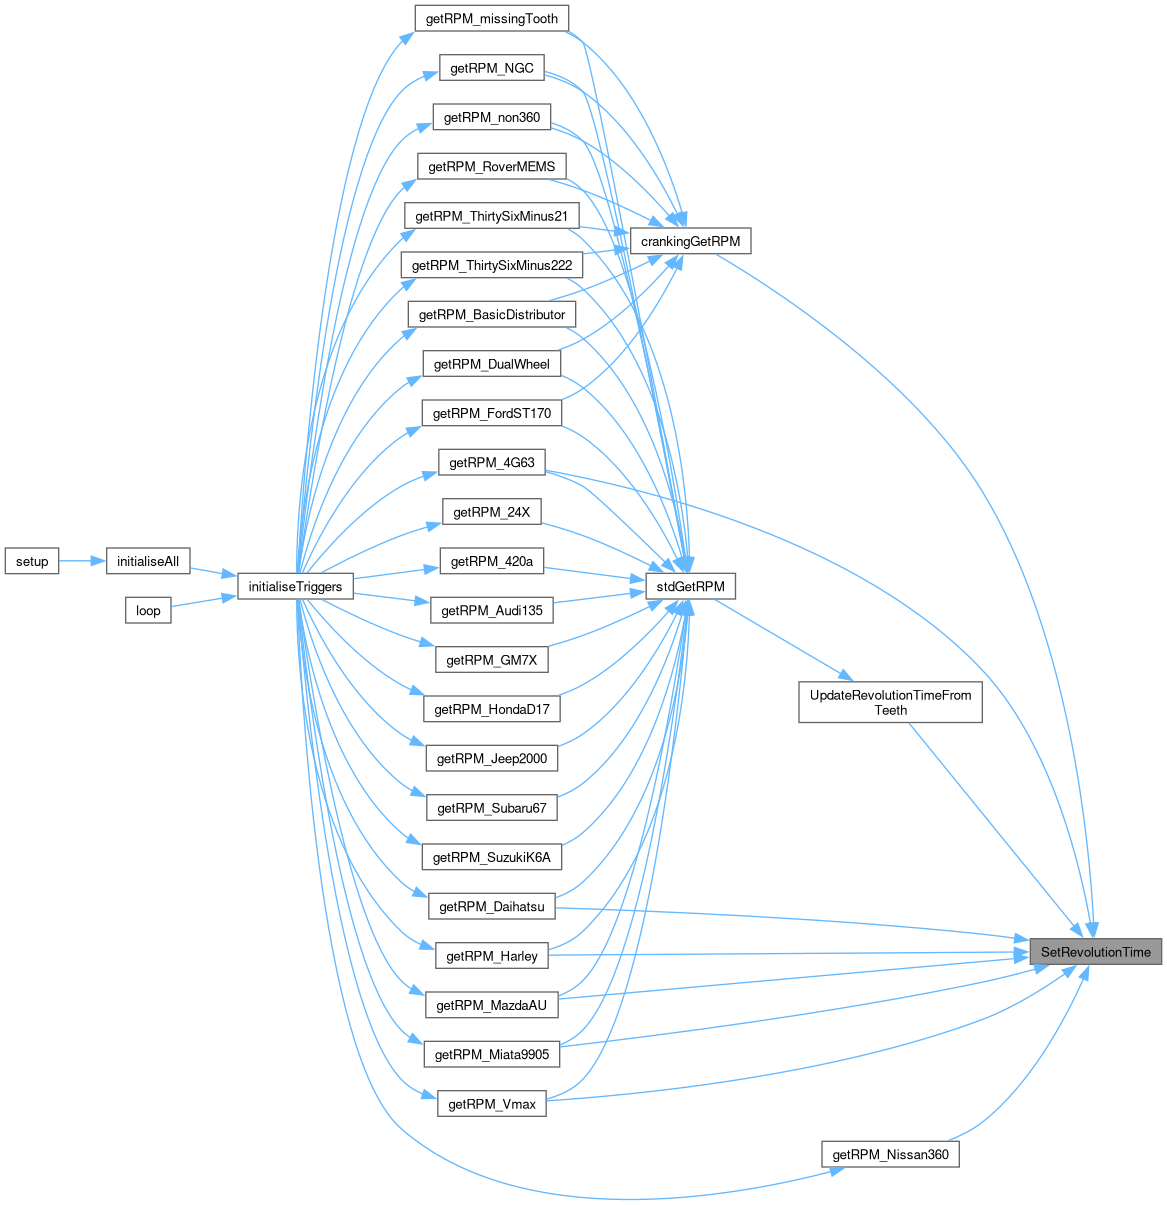 getRPM_missingTooth
getRPM_NGC
getRPM_non360
getRPM_RoverMEMS
getRPM_ThirtySixMinus21
crankingGetRPM
getRPM_ThirtySixMinus222
getRPM_BasicDistributor
getRPM_DualWheel
getRPM_FordST170
getRPM_4G63
getRPM_24X
setup
initialiseAll
getRPM_420a
initialiseTriggers
stdGetRPM
loop
getRPM_Audi135
getRPM_GM7X
UpdateRevolutionTimeFrom
Teeth
getRPM_HondaD17
getRPM_Jeep2000
getRPM_Subaru67
getRPM_SuzukiK6A
getRPM_Daihatsu
getRPM_Harley
SetRevolutionTime
getRPM_MazdaAU
getRPM_Miata9905
getRPM_Vmax
getRPM_Nissan360